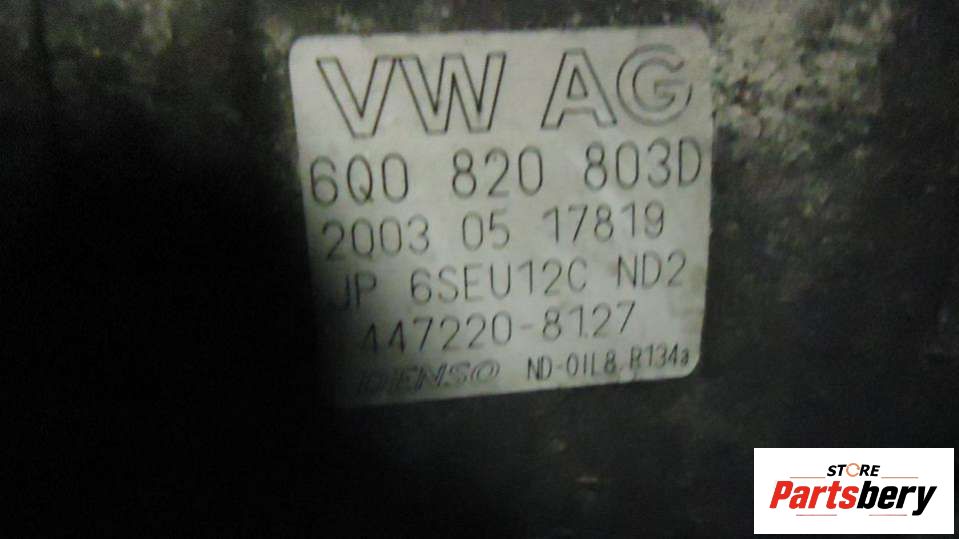 VW AG
6Q0 820 803D
2003 05 17819
JP 6SEU12C ND2
447220-8127
DENSO ND-OIL8 R134a
STORE
Partsbery